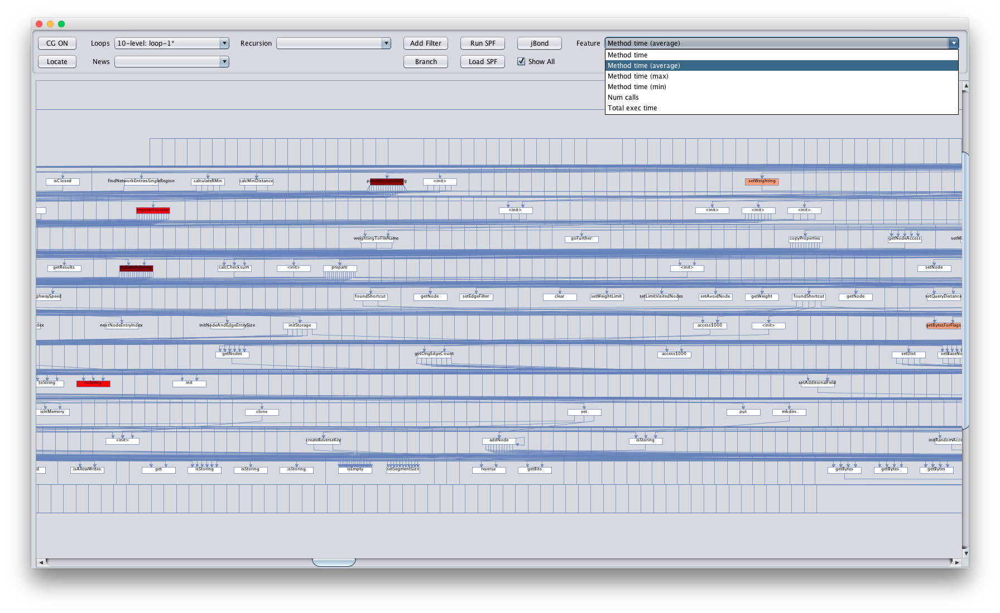 CG ON Loops 10-level: loop-1* Recursion Add Filter Run SPF jBond Feature Method time (average)
Locate News Branch Load SPF Show All
Method time
Method time (average)
Method time (max)
Method time (min)
Num calls
Total exec time
isClosed findNetworkEntriesSingleRegion calculateRMin calcMinDistance parseEncoderString <init> setWeighting
registerEncoder <init> <init> <init> <init>
weightingToFileName goFurther copyProperties getNodeAccess setMi
getResults toDetailsString calcChecksum <init> prepare <init> setNode
ghwaySpeed foundShortcut getNode setEdgeFilter clear setWeightLimit setLimitVisitedNodes setAvoidNode getWeight foundShortcut getNode setQueryDistance
dex nextNodeEntryIndex initNodeAndEdgeEntrySize initStorage access$000 <init> getBytesForFlags
getNodes getOrigEdgeCount access$000 setDist setBaseNo
toString toString init setAdditionalField
isInMemory clone set put mkdirs
<init> createReverseKey addNode isStoring initRandomAcce
d isAllowWrites get isStoring isStoring isStoring isEmpty setSegmentSize reverse getBits getBytes getBytes getBytes